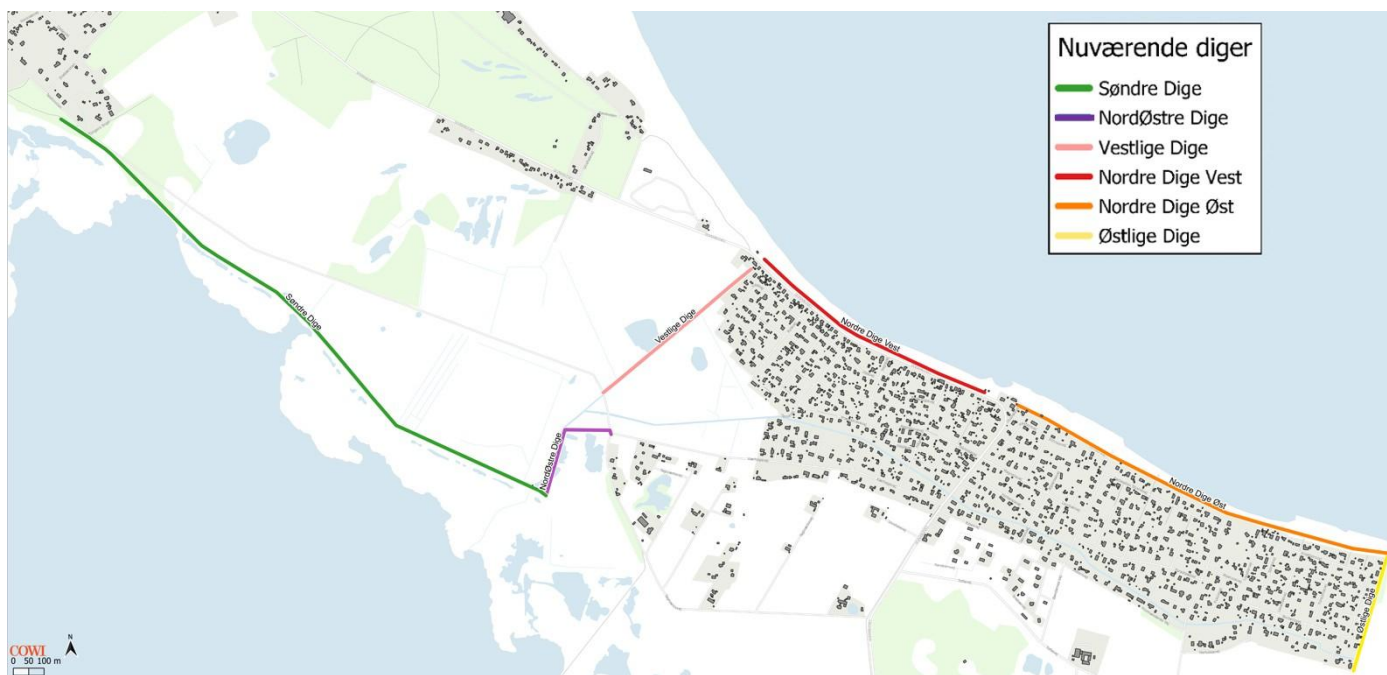 Nuværende diger
Søndre Dige
NordØstre Dige
Vestlige Dige
Nordre Dige Vest
Nordre Dige Øst
Østlige Dige
Søndre Dige
Vestlige Dige
Nordre Dige Vest
NordØstre Dige
Nordre Dige Øst
Østlige Dige
COWI
N
0 50 100 m